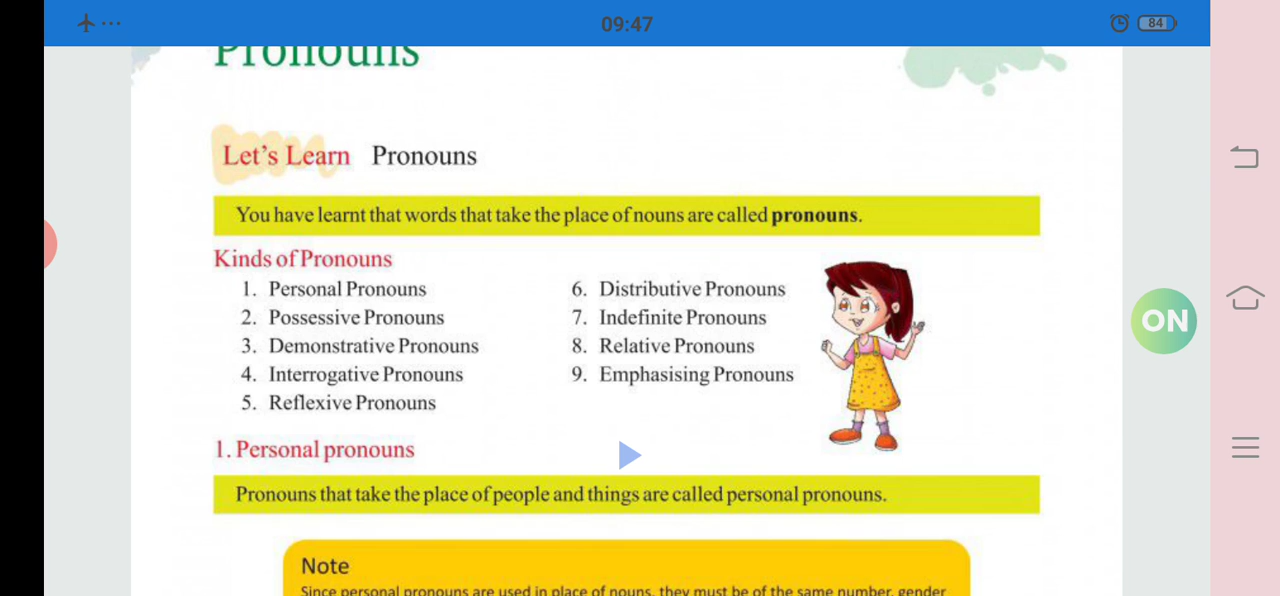 09:47
84
Pronouns
Let's Learn Pronouns
You have learnt that words that take the place of nouns are called pronouns.
Kinds of Pronouns
1. Personal Pronouns
2. Possessive Pronouns
3. Demonstrative Pronouns
4. Interrogative Pronouns
5. Reflexive Pronouns
6. Distributive Pronouns
7. Indefinite Pronouns
8. Relative Pronouns
9. Emphasising Pronouns
ON
1. Personal pronouns
Pronouns that take the place of people and things are called personal pronouns.
Note
Since personal pronouns are used in place of nouns, they must be of the same number, gender